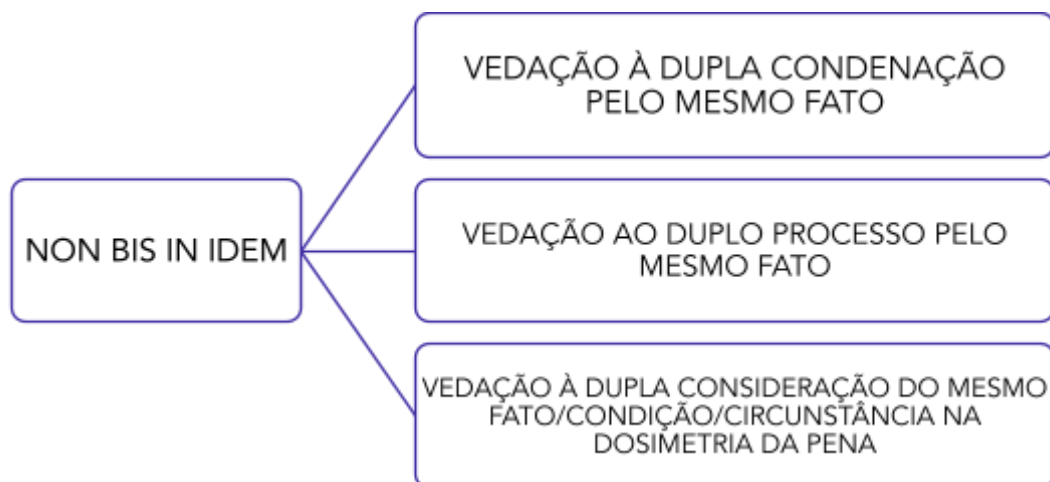 VEDAÇÃO À DUPLA CONDENAÇÃO
PELO MESMO FATO
NON BIS IN IDEM
VEDAÇÃO AO DUPLO PROCESSO PELO
MESMO FATO
VEDAÇÃO À DUPLA CONSIDERAÇÃO DO MESMO
FATO/CONDIÇÃO/CIRCUNSTÂNCIA NA
DOSIMETRIA DA PENA